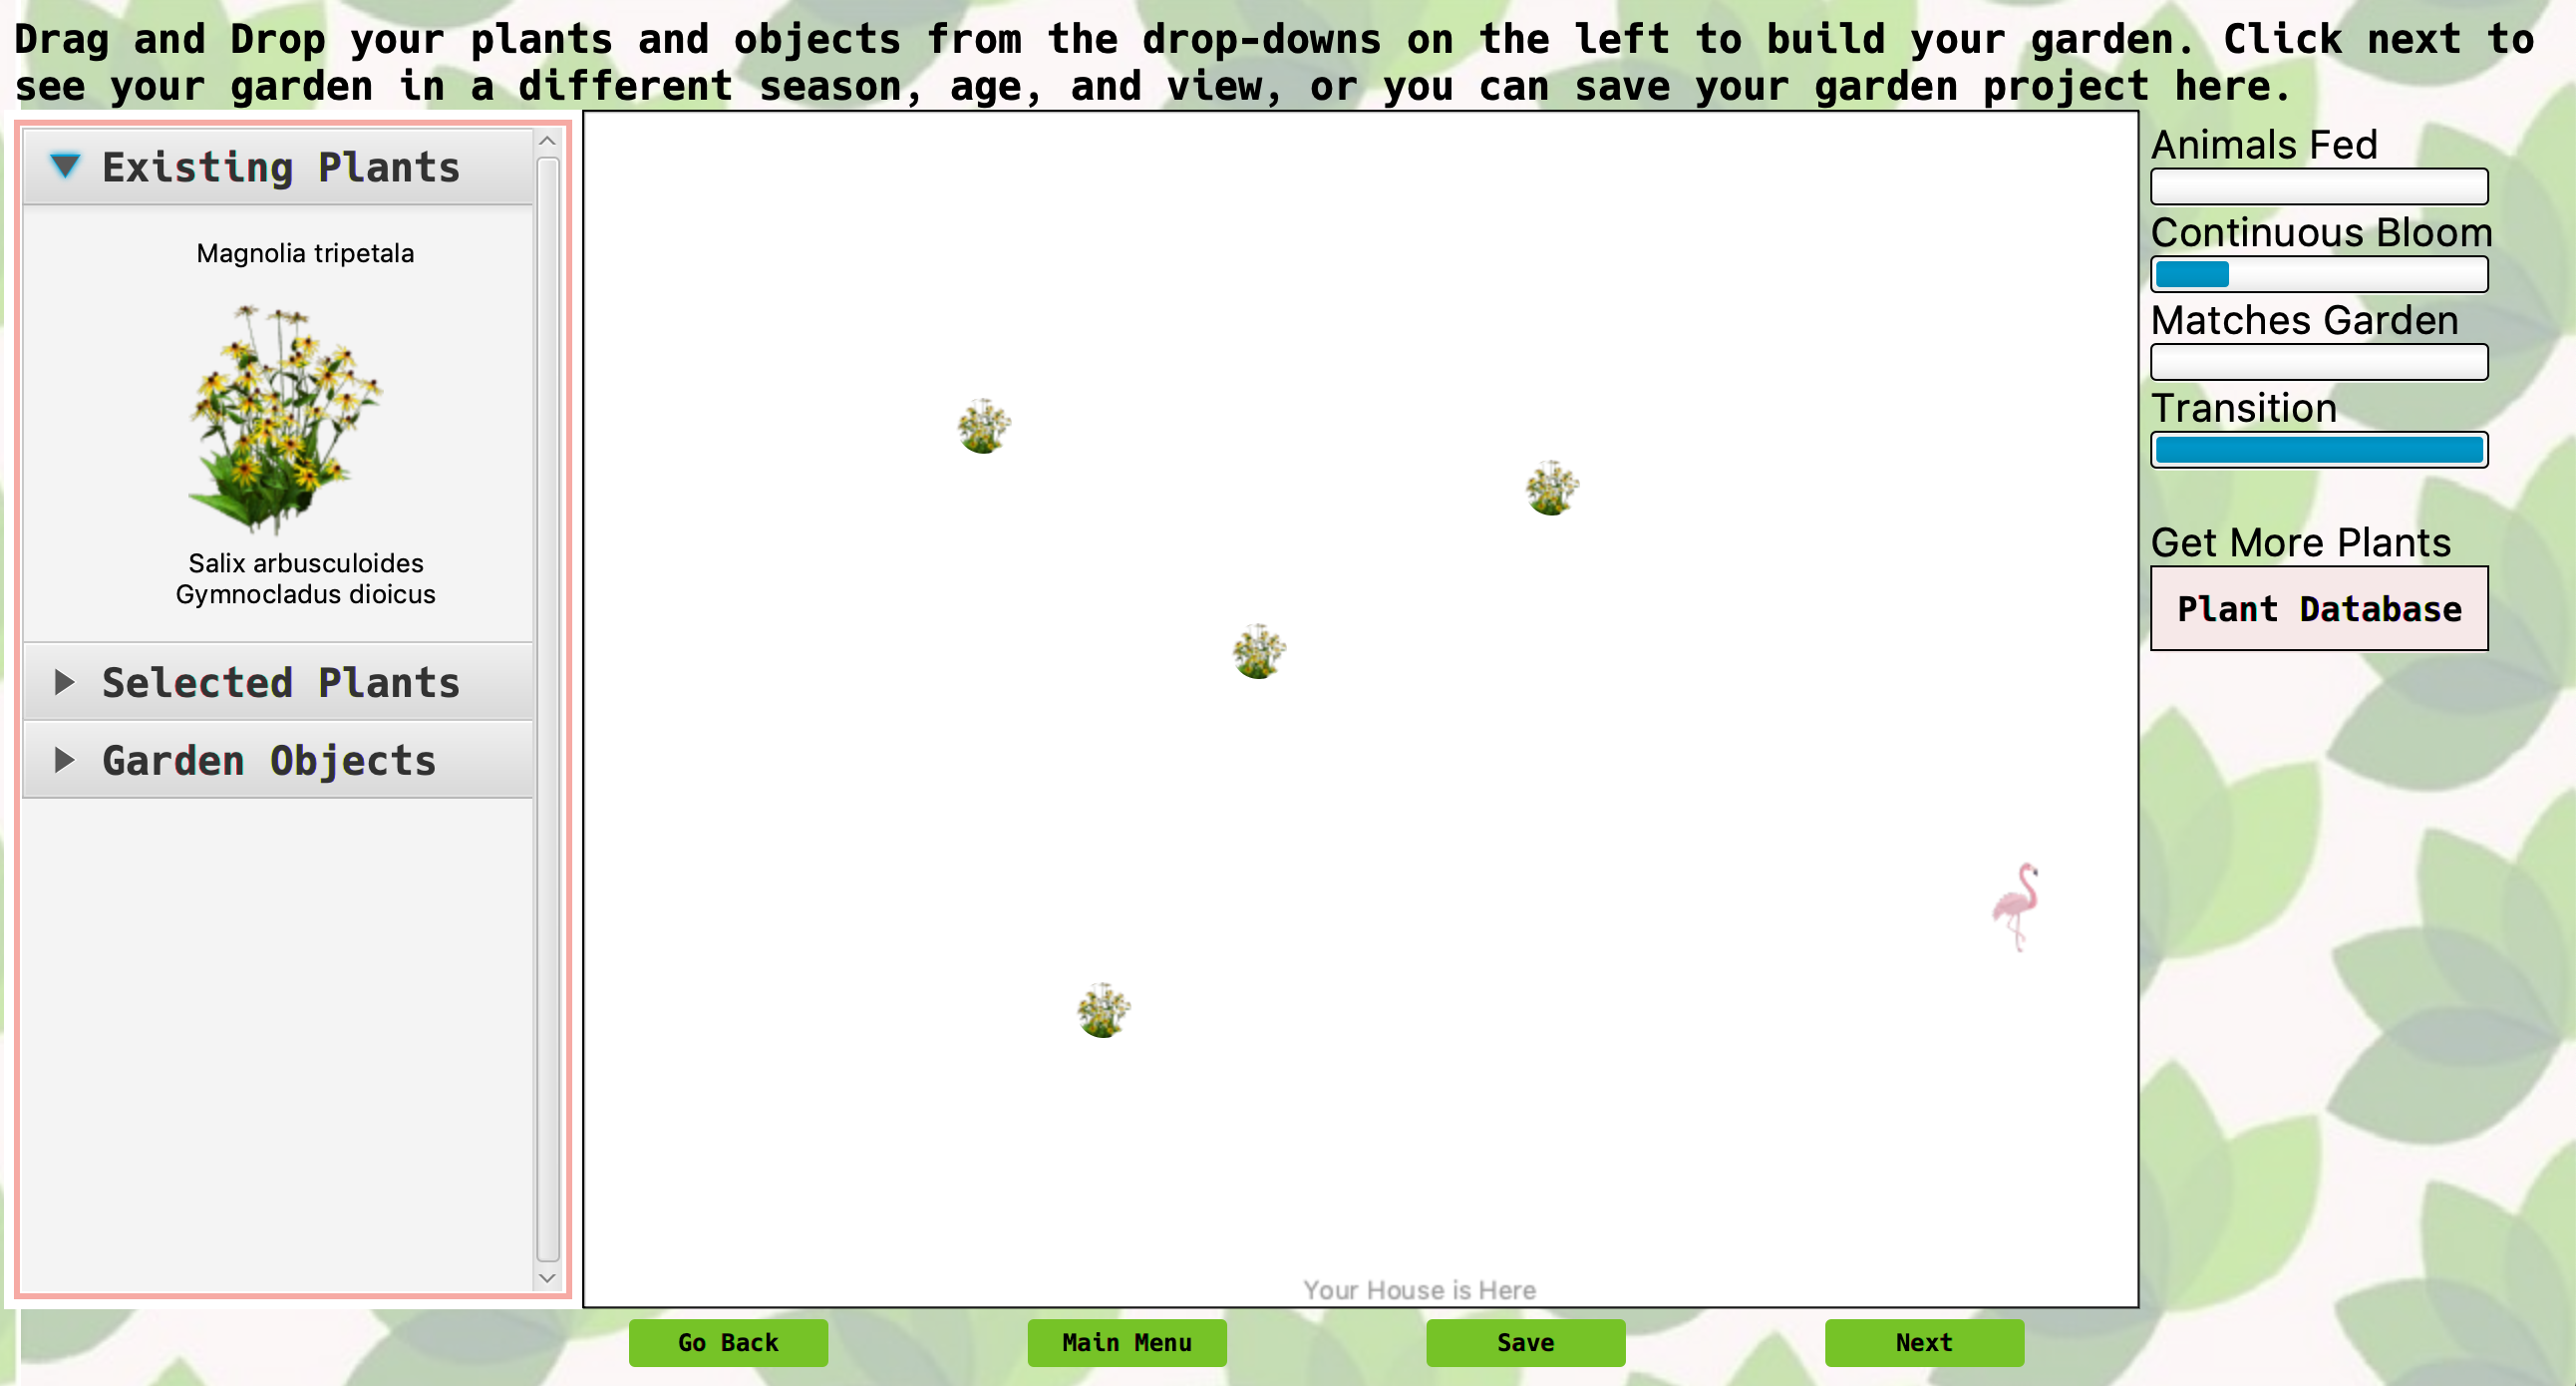 Drag and Drop your plants and objects from the drop-downs on the left to build your garden. Click next to
see your garden in a different season, age, and view, or you can save your garden project here.
Existing Plants
Magnolia tripetala
Salix arbusculoides
Gymnocladus dioicus
Selected Plants
Garden Objects
Your House is Here
Animals Fed
Continuous Bloom
Matches Garden
Transition
Get More Plants
Plant Database
Go Back
Main Menu
Save
Next